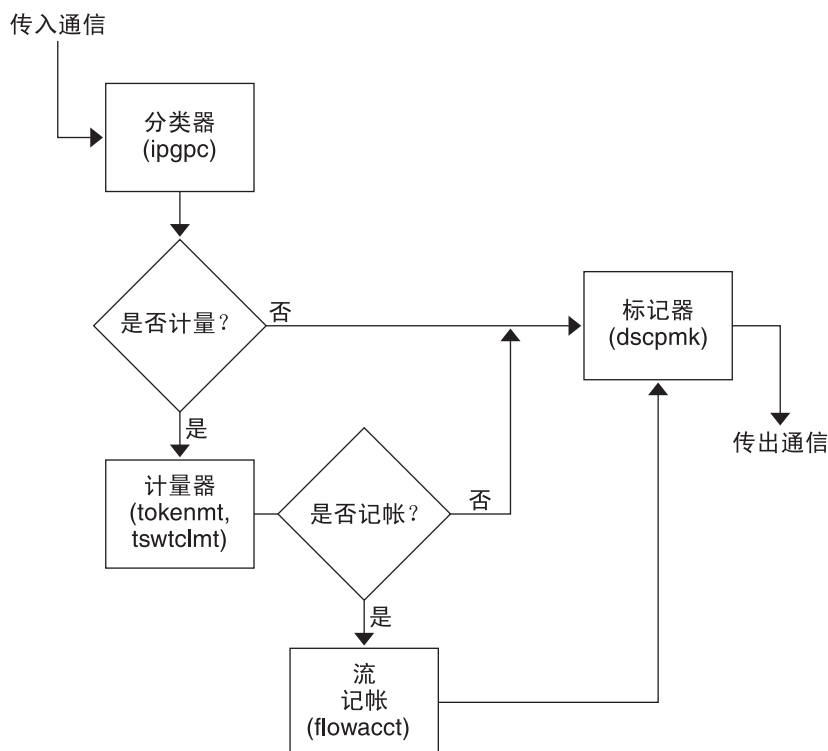 传入通信
分类器
(ipgpc)
是否计量？
否
标记器
(dscpmk)
是
传出通信
计量器
(tokenmt,
tswtclmt)
是否记帐？
否
是
流
记帐
(flowacct)